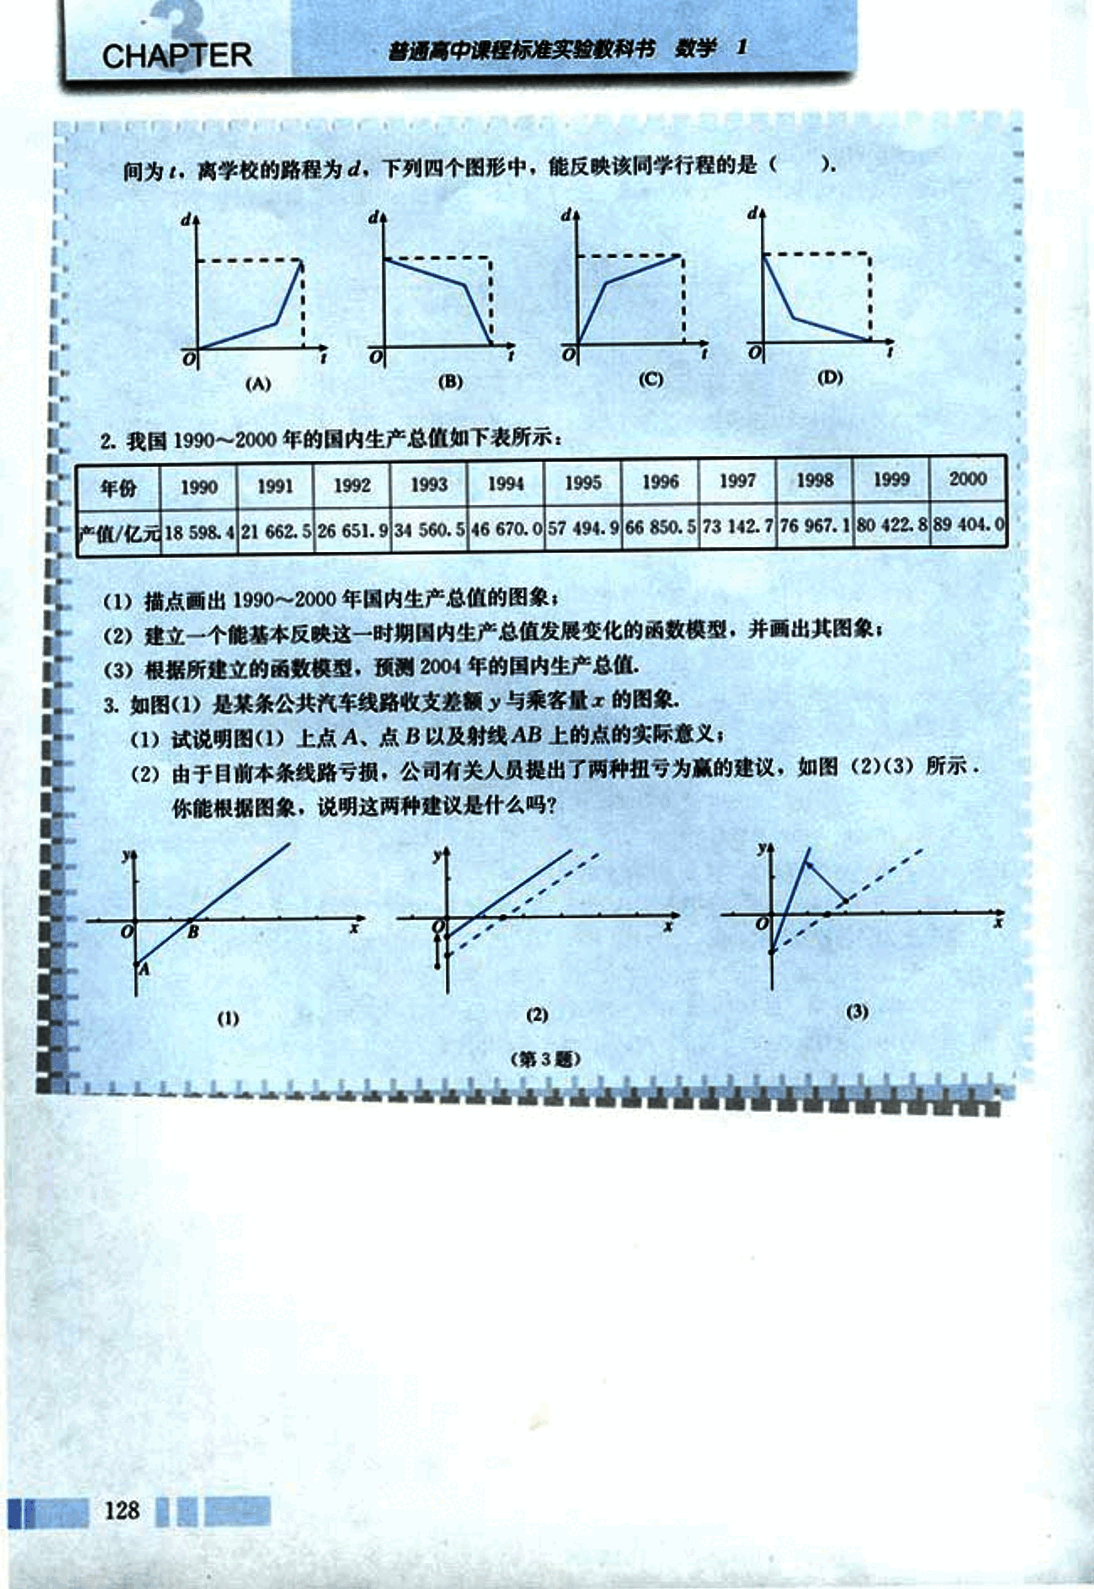 3
CHAPTER
普通高中课程标准实验教科书 数学 1
间为 t，离学校的路程为 d，下列四个图形中，能反映该同学行程的是（ ）.
d d d d
O t O t O t O t
(A) (B) (C) (D)
2. 我国 1990～2000 年的国内生产总值如下表所示：
年份 1990 1991 1992 1993 1994 1995 1996 1997 1998 1999 2000
产值/亿元 18 598.4 21 662.5 26 651.9 34 560.5 46 670.0 57 494.9 66 850.5 73 142.7 76 967.1 80 422.8 89 404.0
(1) 描点画出 1990～2000 年国内生产总值的图象；
(2) 建立一个能基本反映这一时期国内生产总值发展变化的函数模型，并画出其图象；
(3) 根据所建立的函数模型，预测 2004 年的国内生产总值.
3. 如图(1) 是某条公共汽车线路收支差额 y 与乘客量 x 的图象.
(1) 试说明图(1) 上点 A、点 B 以及射线 AB 上的点的实际意义；
(2) 由于目前本条线路亏损，公司有关人员提出了两种扭亏为赢的建议，如图 (2)(3) 所示.
你能根据图象，说明这两种建议是什么吗？
y y y
O B x O x O x
A
(1) (2) (3)
(第 3 题)
128